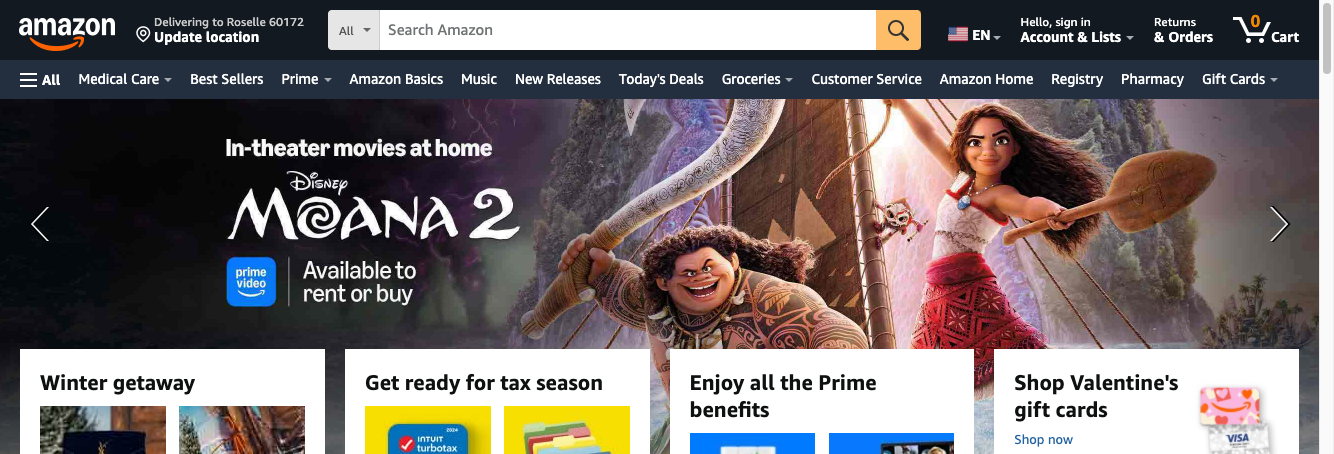 amazon
Delivering to Roselle 60172
Update location
All
Search Amazon
EN
Hello, sign in
Account & Lists
Returns
& Orders
0
Cart
All
Medical Care
Best Sellers
Prime
Amazon Basics
Music
New Releases
Today's Deals
Groceries
Customer Service
Amazon Home
Registry
Pharmacy
Gift Cards
In-theater movies at home
Disney
MOANA 2
prime
video
Available to
rent or buy
Winter getaway
Get ready for tax season
Enjoy all the Prime
benefits
Shop Valentine's
gift cards
Shop now
2024
INTUIT
turbotax
VISA